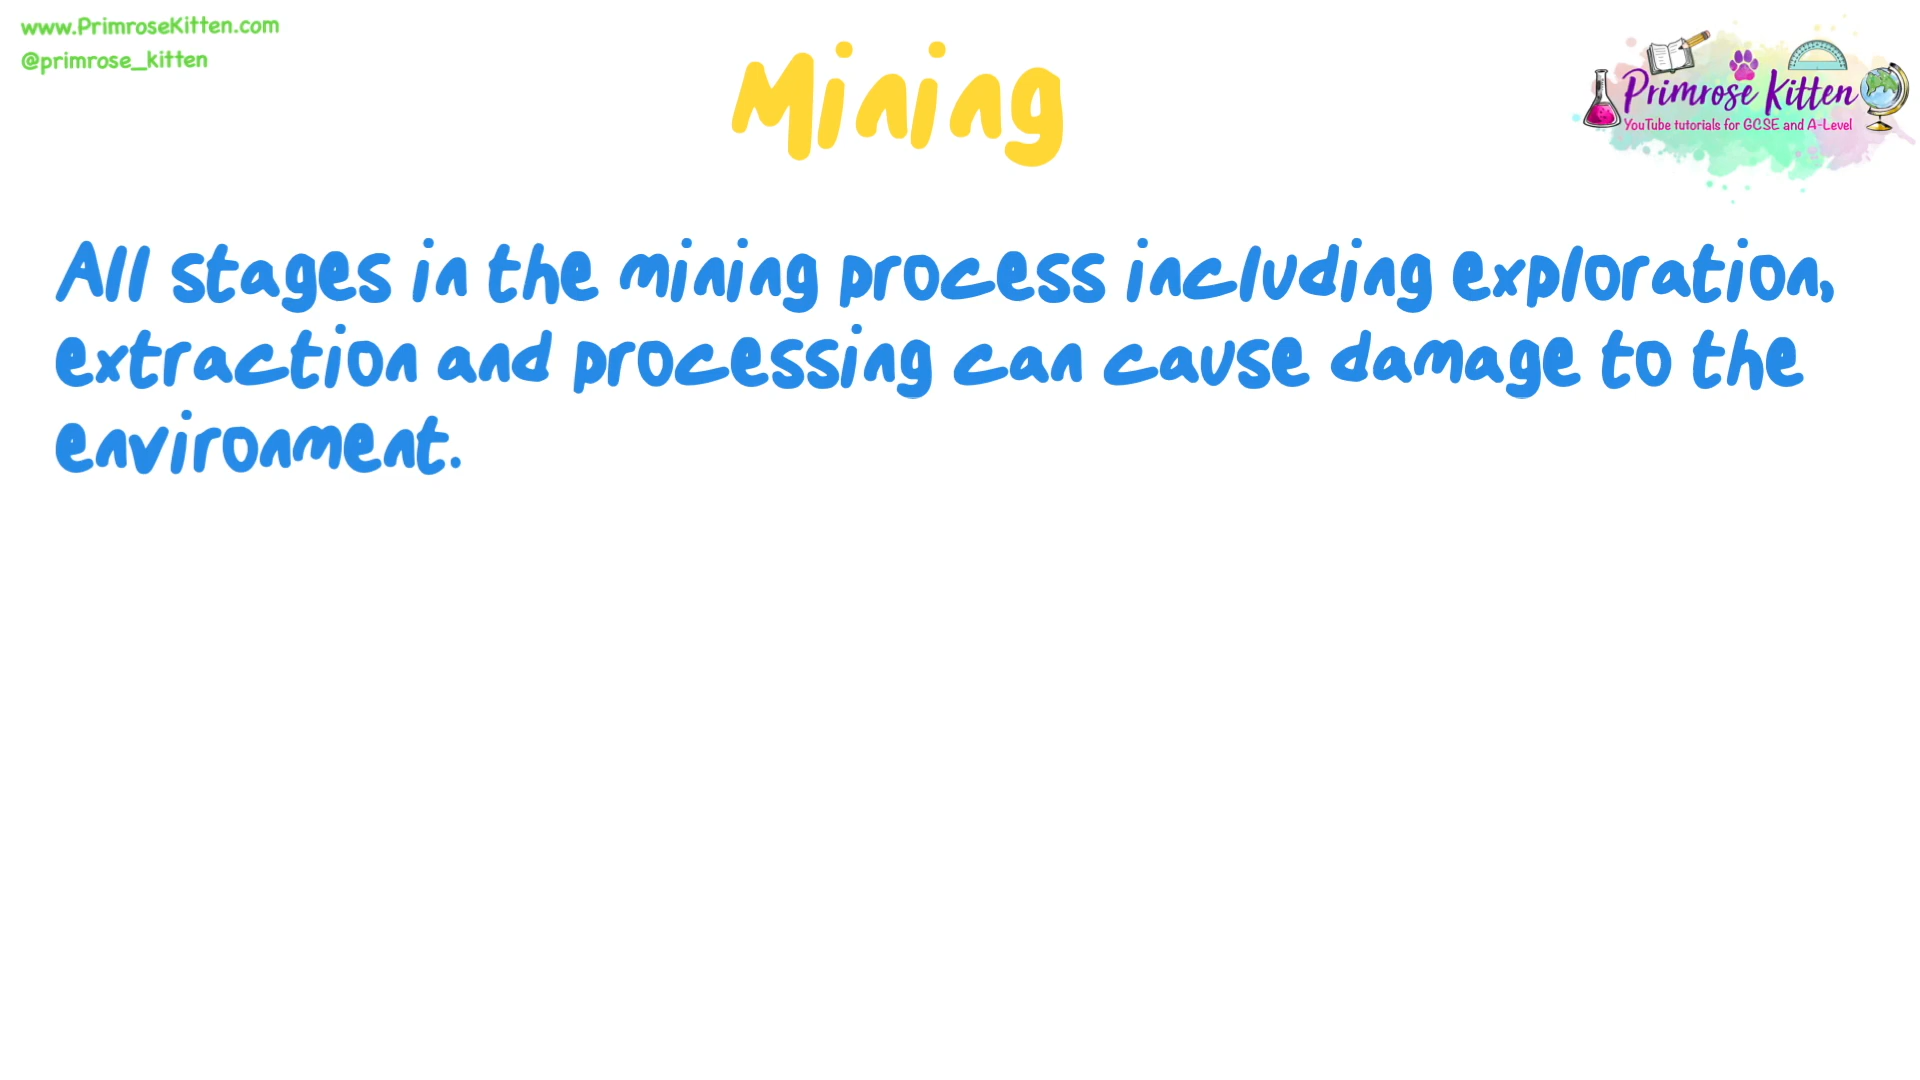 www.PrimroseKitten.com
@primrose_kitten
Mining
Primrose Kitten
YouTube tutorials for GCSE and A-Level
All stages in the mining process including exploration,
extraction and processing can cause damage to the
environment.